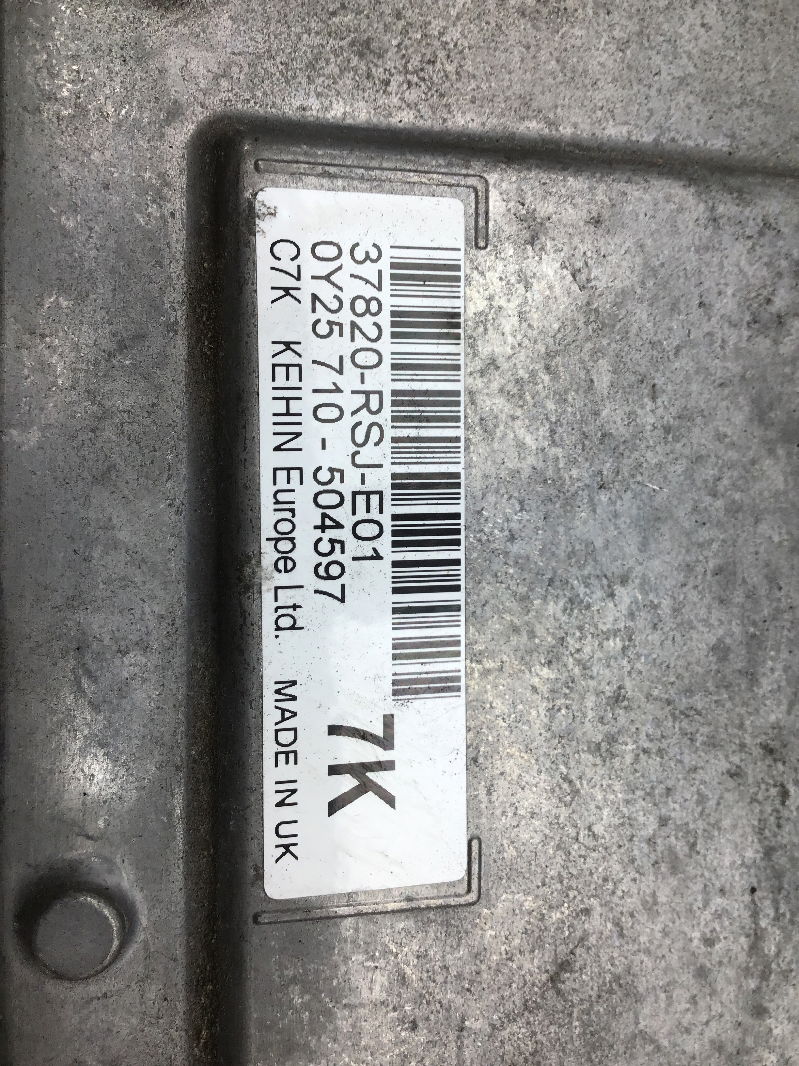 37820-RSJ-E01
0Y25 710 - 504597
7K
C7K KEIHIN Europe Ltd. MADE IN UK